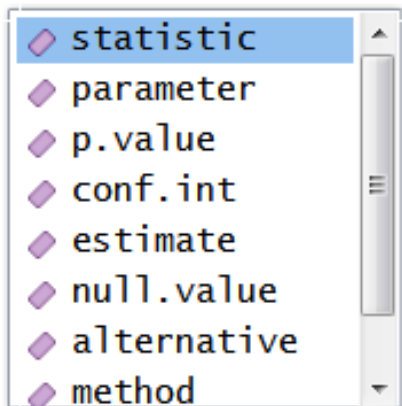 statistic
parameter
p.value
conf.int
estimate
null.value
alternative
method